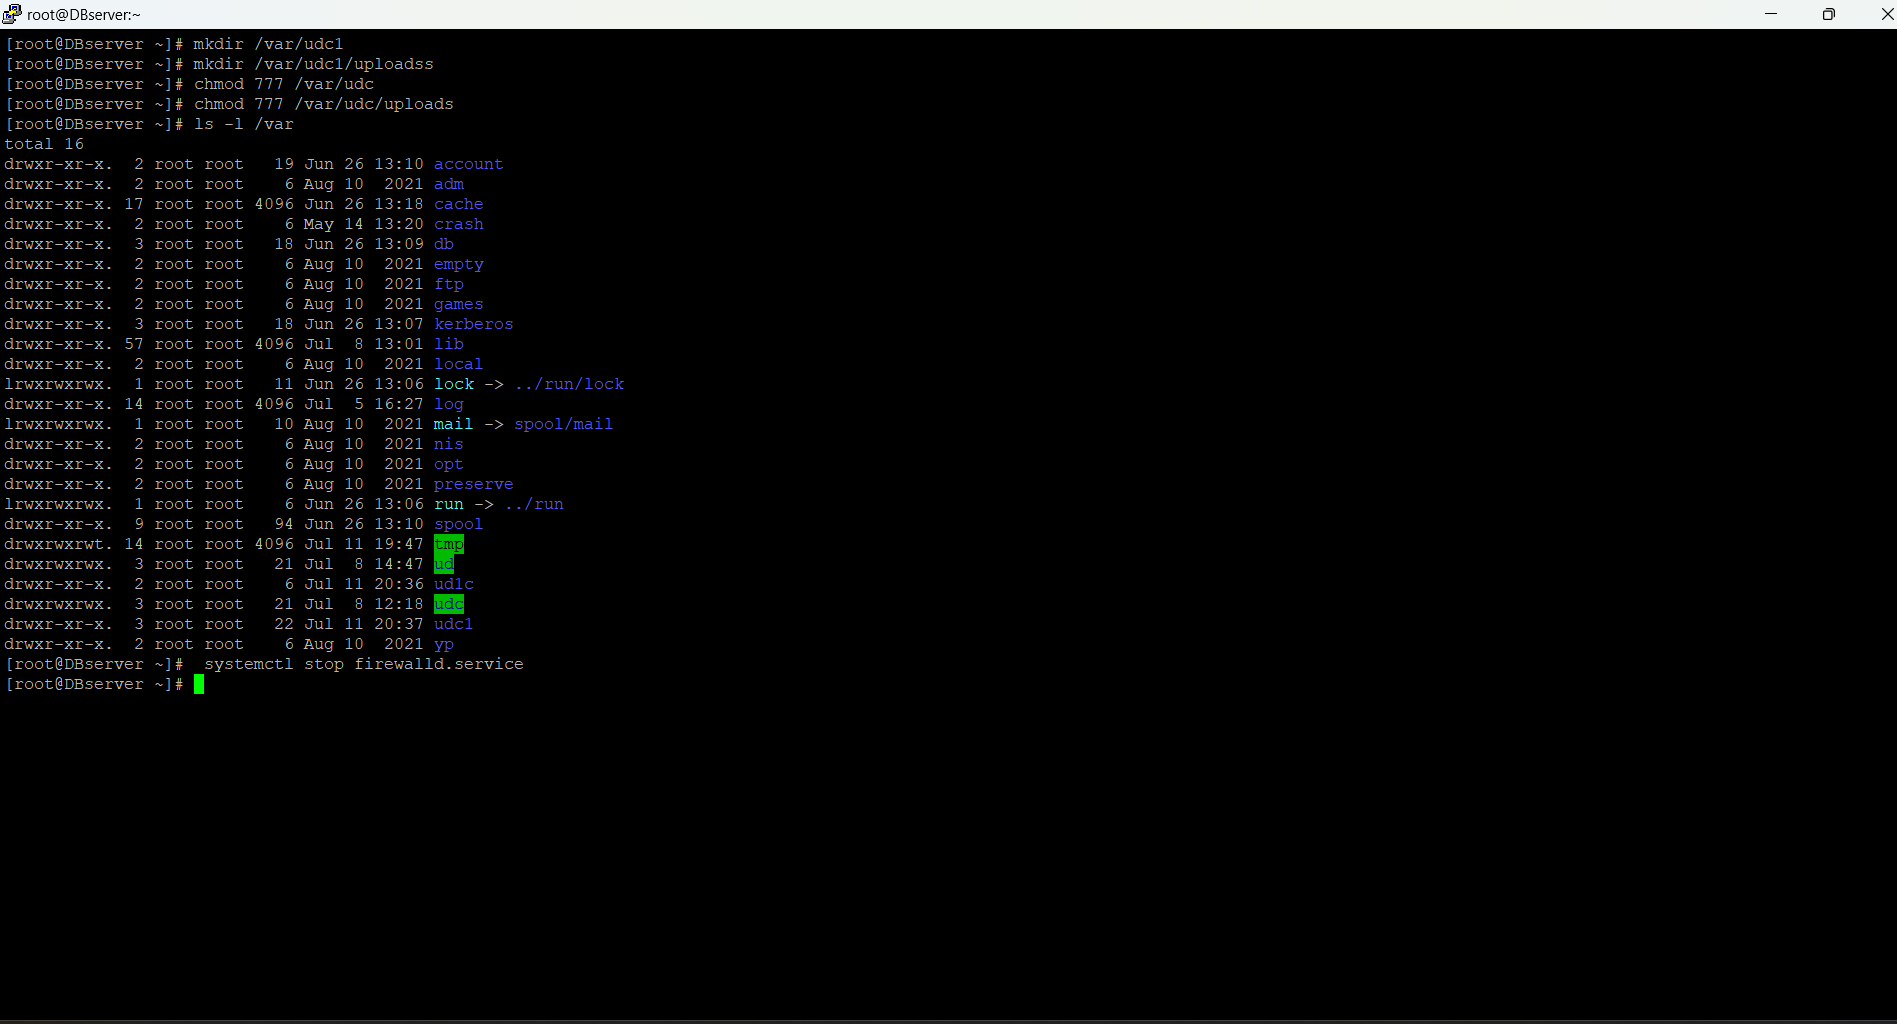 root@DBserver:~
[root@DBserver ~]# mkdir /var/udc1
[root@DBserver ~]# mkdir /var/udc1/uploadss
[root@DBserver ~]# chmod 777 /var/udc
[root@DBserver ~]# chmod 777 /var/udc/uploads
[root@DBserver ~]# ls -l /var
total 16
drwxr-xr-x.  2 root root   19 Jun 26 13:10 account
drwxr-xr-x.  2 root root    6 Aug 10  2021 adm
drwxr-xr-x. 17 root root 4096 Jun 26 13:18 cache
drwxr-xr-x.  2 root root    6 May 14 13:20 crash
drwxr-xr-x.  3 root root   18 Jun 26 13:09 db
drwxr-xr-x.  2 root root    6 Aug 10  2021 empty
drwxr-xr-x.  2 root root    6 Aug 10  2021 ftp
drwxr-xr-x.  2 root root    6 Aug 10  2021 games
drwxr-xr-x.  3 root root   18 Jun 26 13:07 kerberos
drwxr-xr-x. 57 root root 4096 Jul  8 13:01 lib
drwxr-xr-x.  2 root root    6 Aug 10  2021 local
lrwxrwxrwx.  1 root root   11 Jun 26 13:06 lock -> ../run/lock
drwxr-xr-x. 14 root root 4096 Jul  5 16:27 log
lrwxrwxrwx.  1 root root   10 Aug 10  2021 mail -> spool/mail
drwxr-xr-x.  2 root root    6 Aug 10  2021 nis
drwxr-xr-x.  2 root root    6 Aug 10  2021 opt
drwxr-xr-x.  2 root root    6 Aug 10  2021 preserve
lrwxrwxrwx.  1 root root    6 Jun 26 13:06 run -> ../run
drwxr-xr-x.  9 root root   94 Jun 26 13:10 spool
drwxrwxrwt. 14 root root 4096 Jul 11 19:47 tmp
drwxrwxrwx.  3 root root   21 Jul  8 14:47 ud
drwxr-xr-x.  2 root root    6 Jul 11 20:36 ud1c
drwxrwxrwx.  3 root root   21 Jul  8 12:18 udc
drwxr-xr-x.  3 root root   22 Jul 11 20:37 udc1
drwxr-xr-x.  2 root root    6 Aug 10  2021 yp
[root@DBserver ~]#  systemctl stop firewalld.service
[root@DBserver ~]#